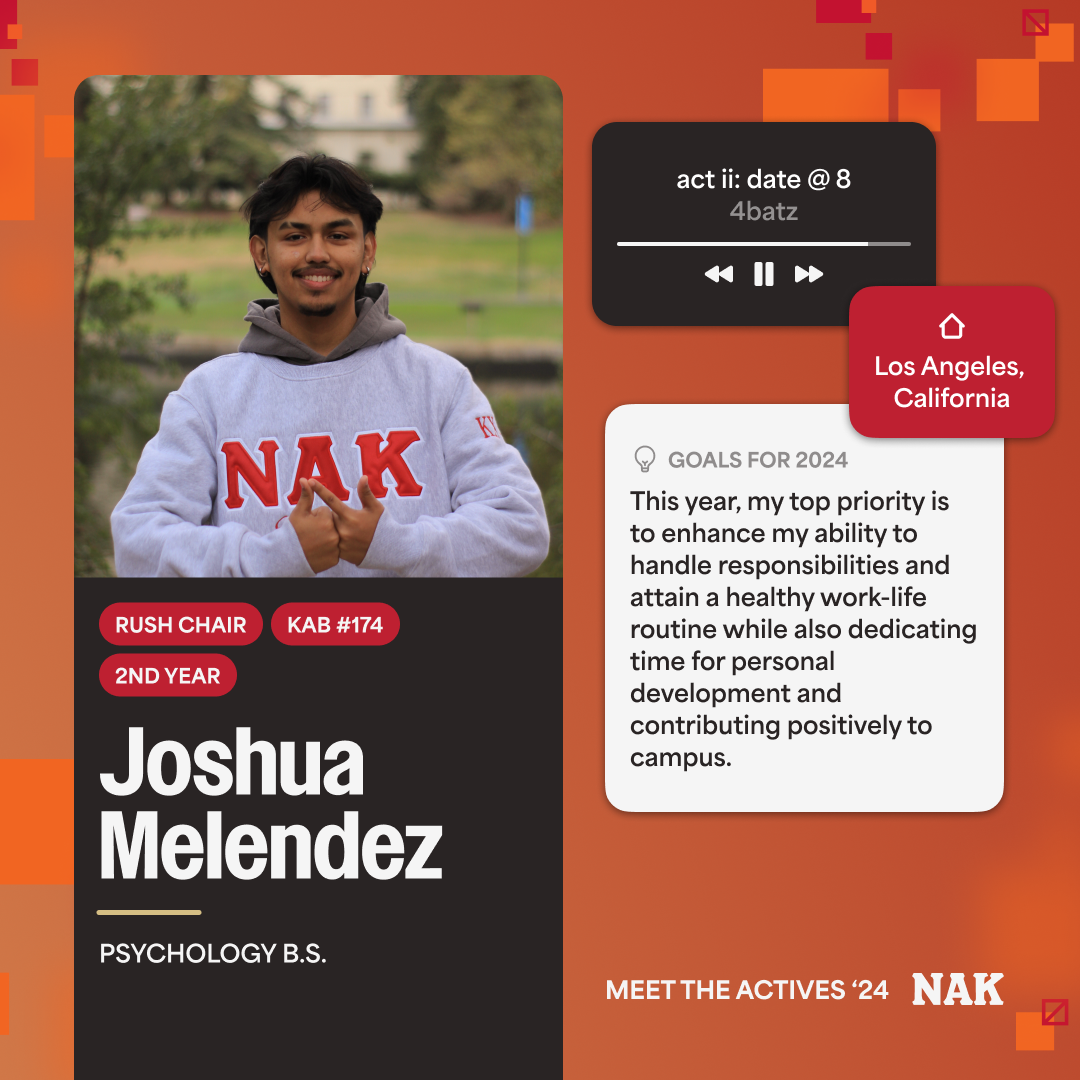 NAK
RUSH CHAIR
KAB #174
2ND YEAR
Joshua
Melendez
PSYCHOLOGY B.S.
act ii: date @ 8
4batz
Los Angeles,
California
GOALS FOR 2024
This year, my top priority is
to enhance my ability to
handle responsibilities and
attain a healthy work-life
routine while also dedicating
time for personal
development and
contributing positively to
campus.
MEET THE ACTIVES ‘24
NAK